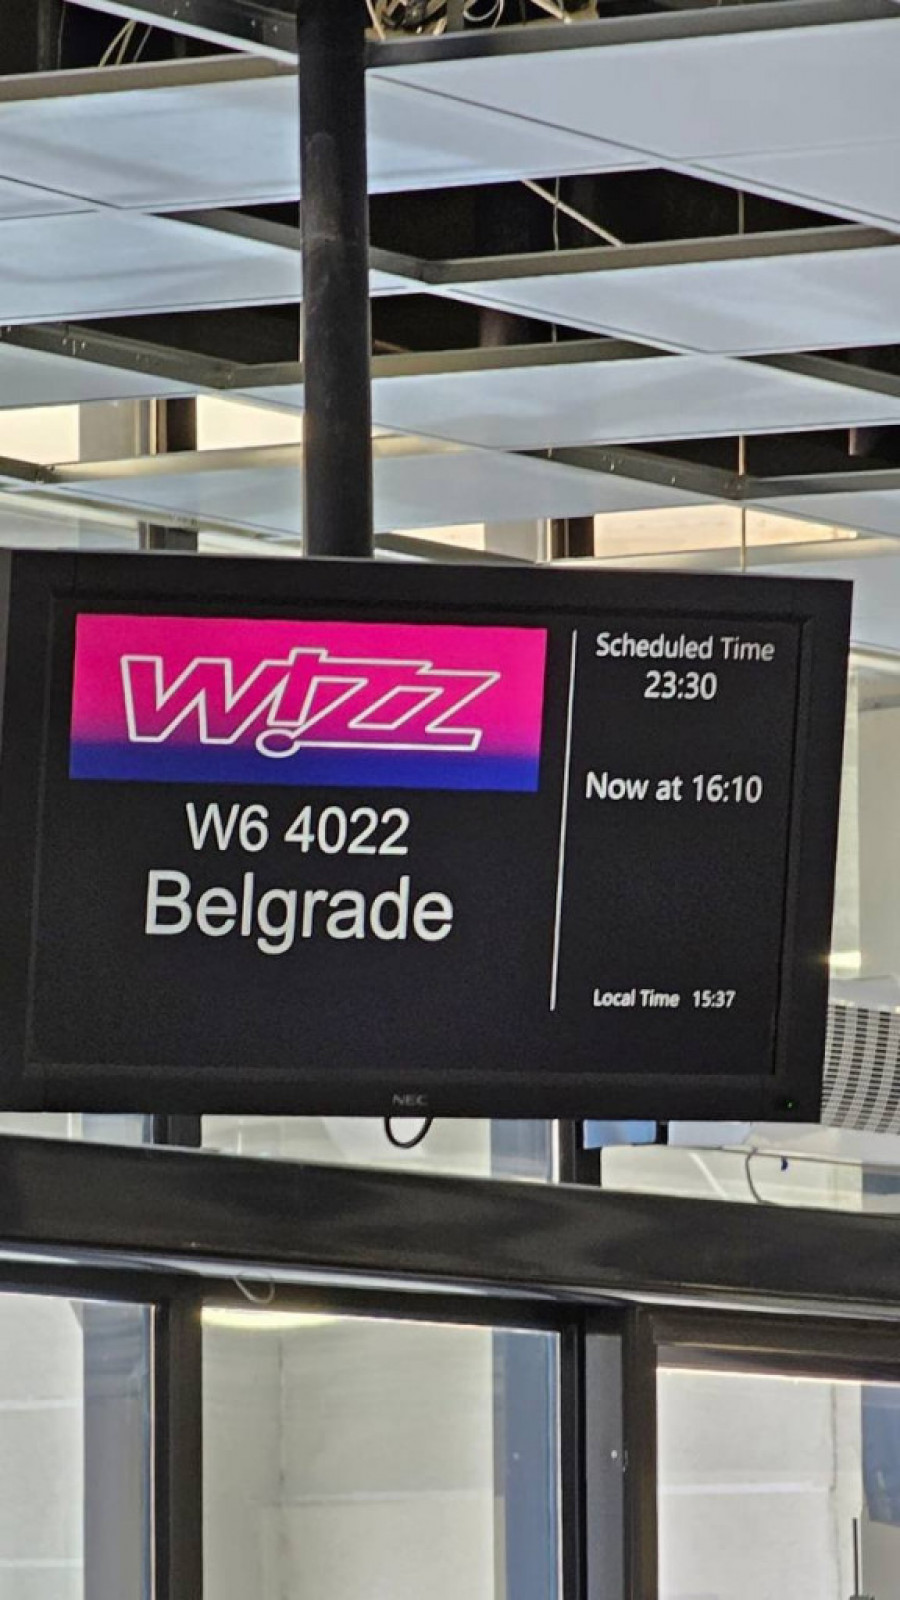 wizz
W6 4022
Belgrade
Scheduled Time
23:30
Now at 16:10
Local Time 15:37
NEC